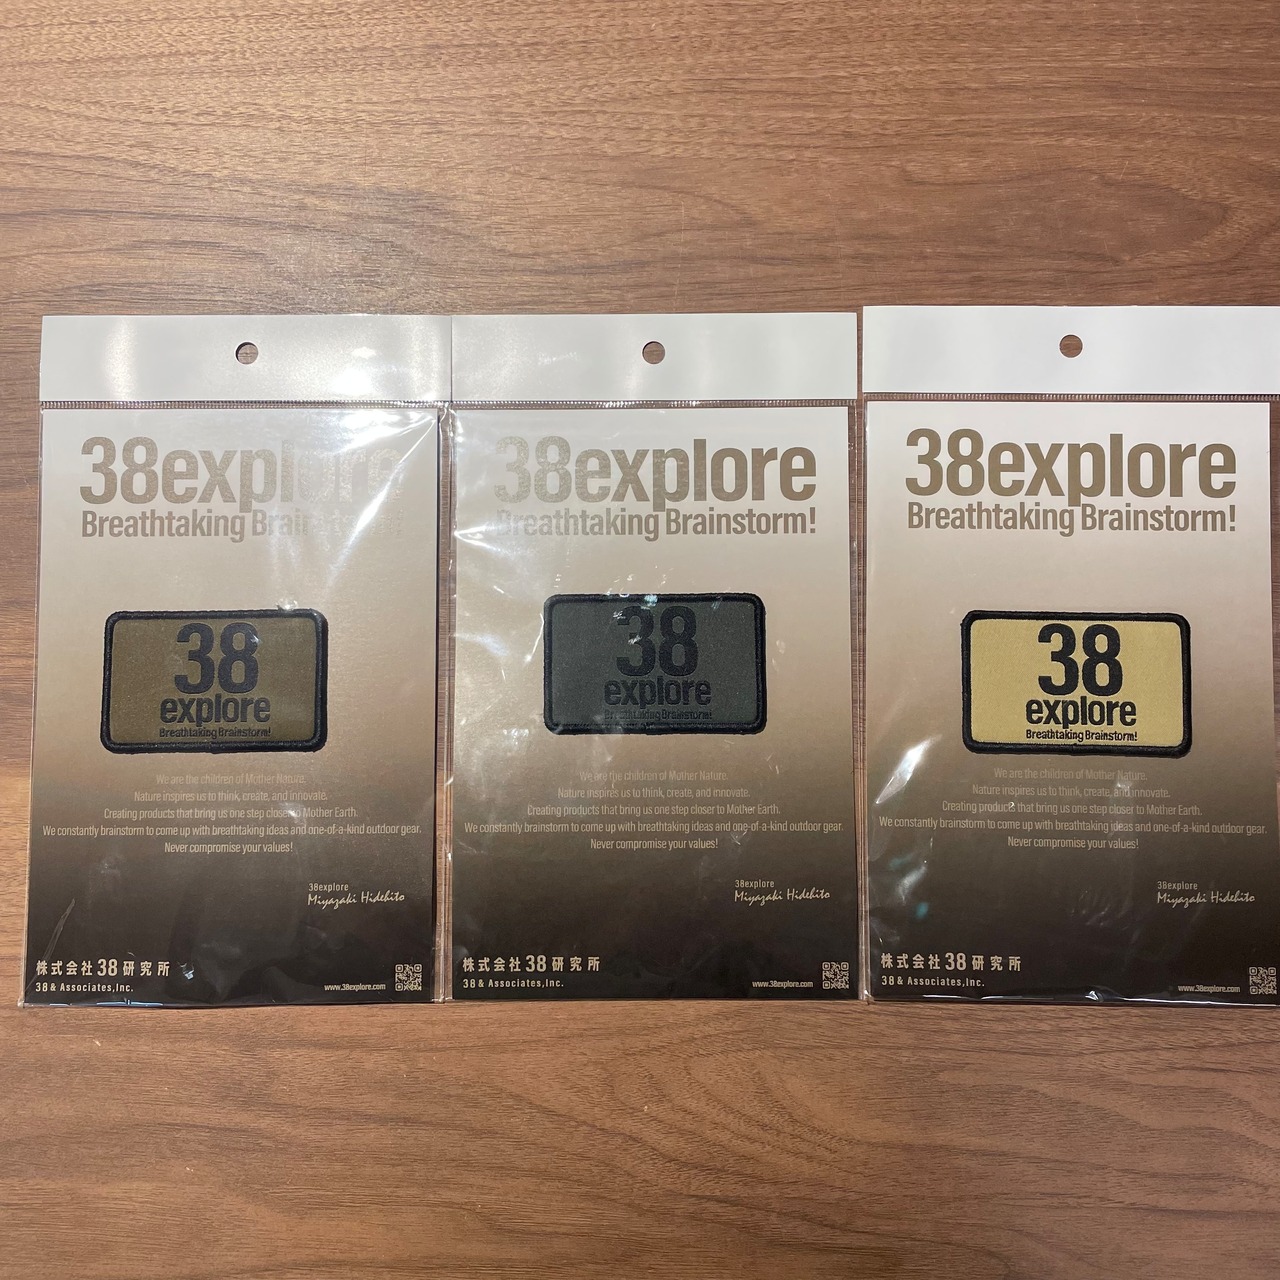 38explore
Breathtaking Brainstorm!
38
explore
Breathtaking Brainstorm!
We are the children of Mother Nature.
Nature inspires us to think, create, and innovate.
Creating products that bring us one step closer to Mother Earth.
We constantly brainstorm to come up with breathtaking ideas and one-of-a-kind outdoor gear.
Never compromise your values!
38explore
Miyazaki Hidehito
株式会社38研究所
38 & Associates,Inc.
www.38explore.com
38explore
Breathtaking Brainstorm!
38
explore
Breathtaking Brainstorm!
We are the children of Mother Nature.
Nature inspires us to think, create, and innovate.
Creating products that bring us one step closer to Mother Earth.
We constantly brainstorm to come up with breathtaking ideas and one-of-a-kind outdoor gear.
Never compromise your values!
38explore
Miyazaki Hidehito
株式会社38研究所
38 & Associates,Inc.
www.38explore.com
38explore
Breathtaking Brainstorm!
38
explore
Breathtaking Brainstorm!
We are the children of Mother Nature.
Nature inspires us to think, create, and innovate.
Creating products that bring us one step closer to Mother Earth.
We constantly brainstorm to come up with breathtaking ideas and one-of-a-kind outdoor gear.
Never compromise your values!
38explore
Miyazaki Hidehito
株式会社38研究所
38 & Associates,Inc.
www.38explore.com